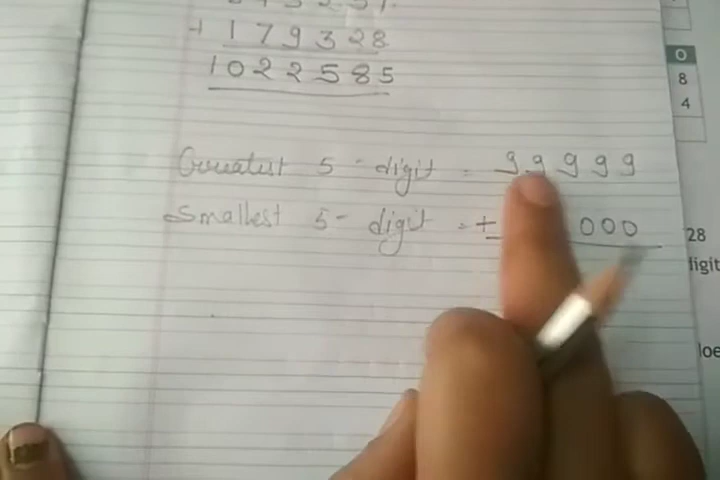 + 179328
1022585
Greatest 5-digit = 99999
Smallest 5-digit = + 000
0
8
4
28
digit